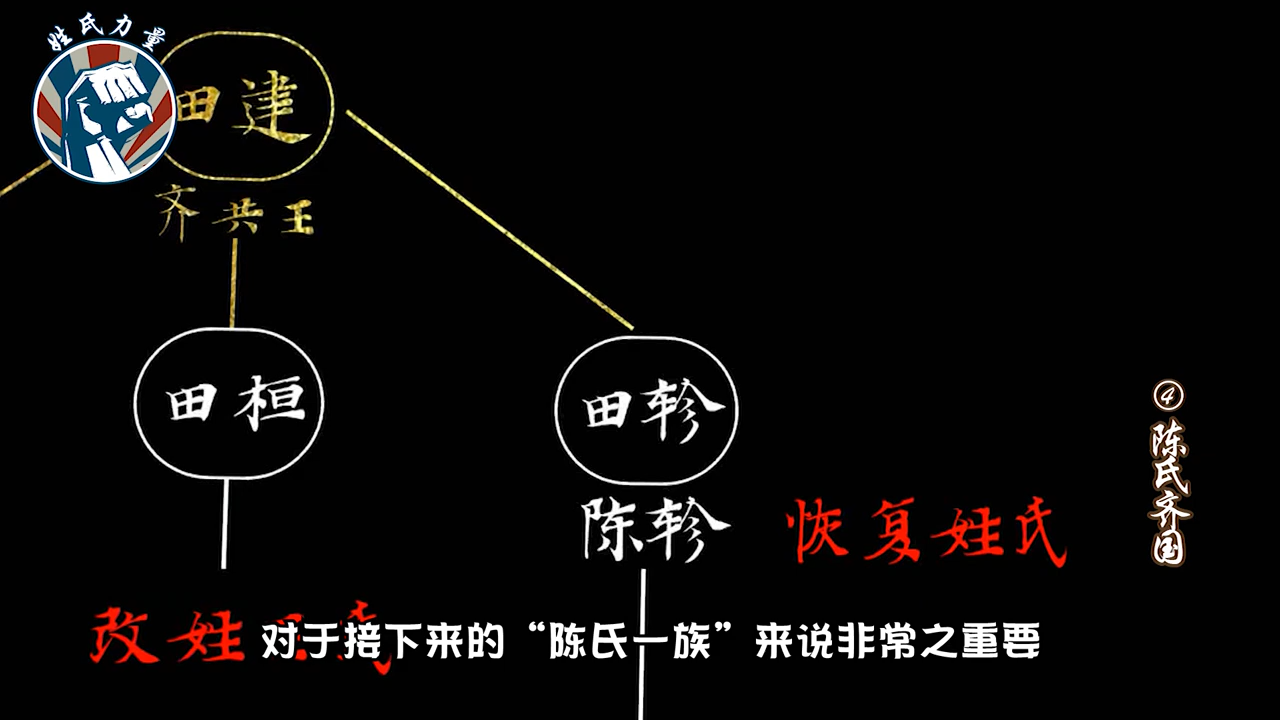 姓氏力量
田建
齐共王
田桓
田轸
陈轸
恢复姓氏
改姓
对于接下来的“陈氏一族”来说非常之重要
④陈氏齐国